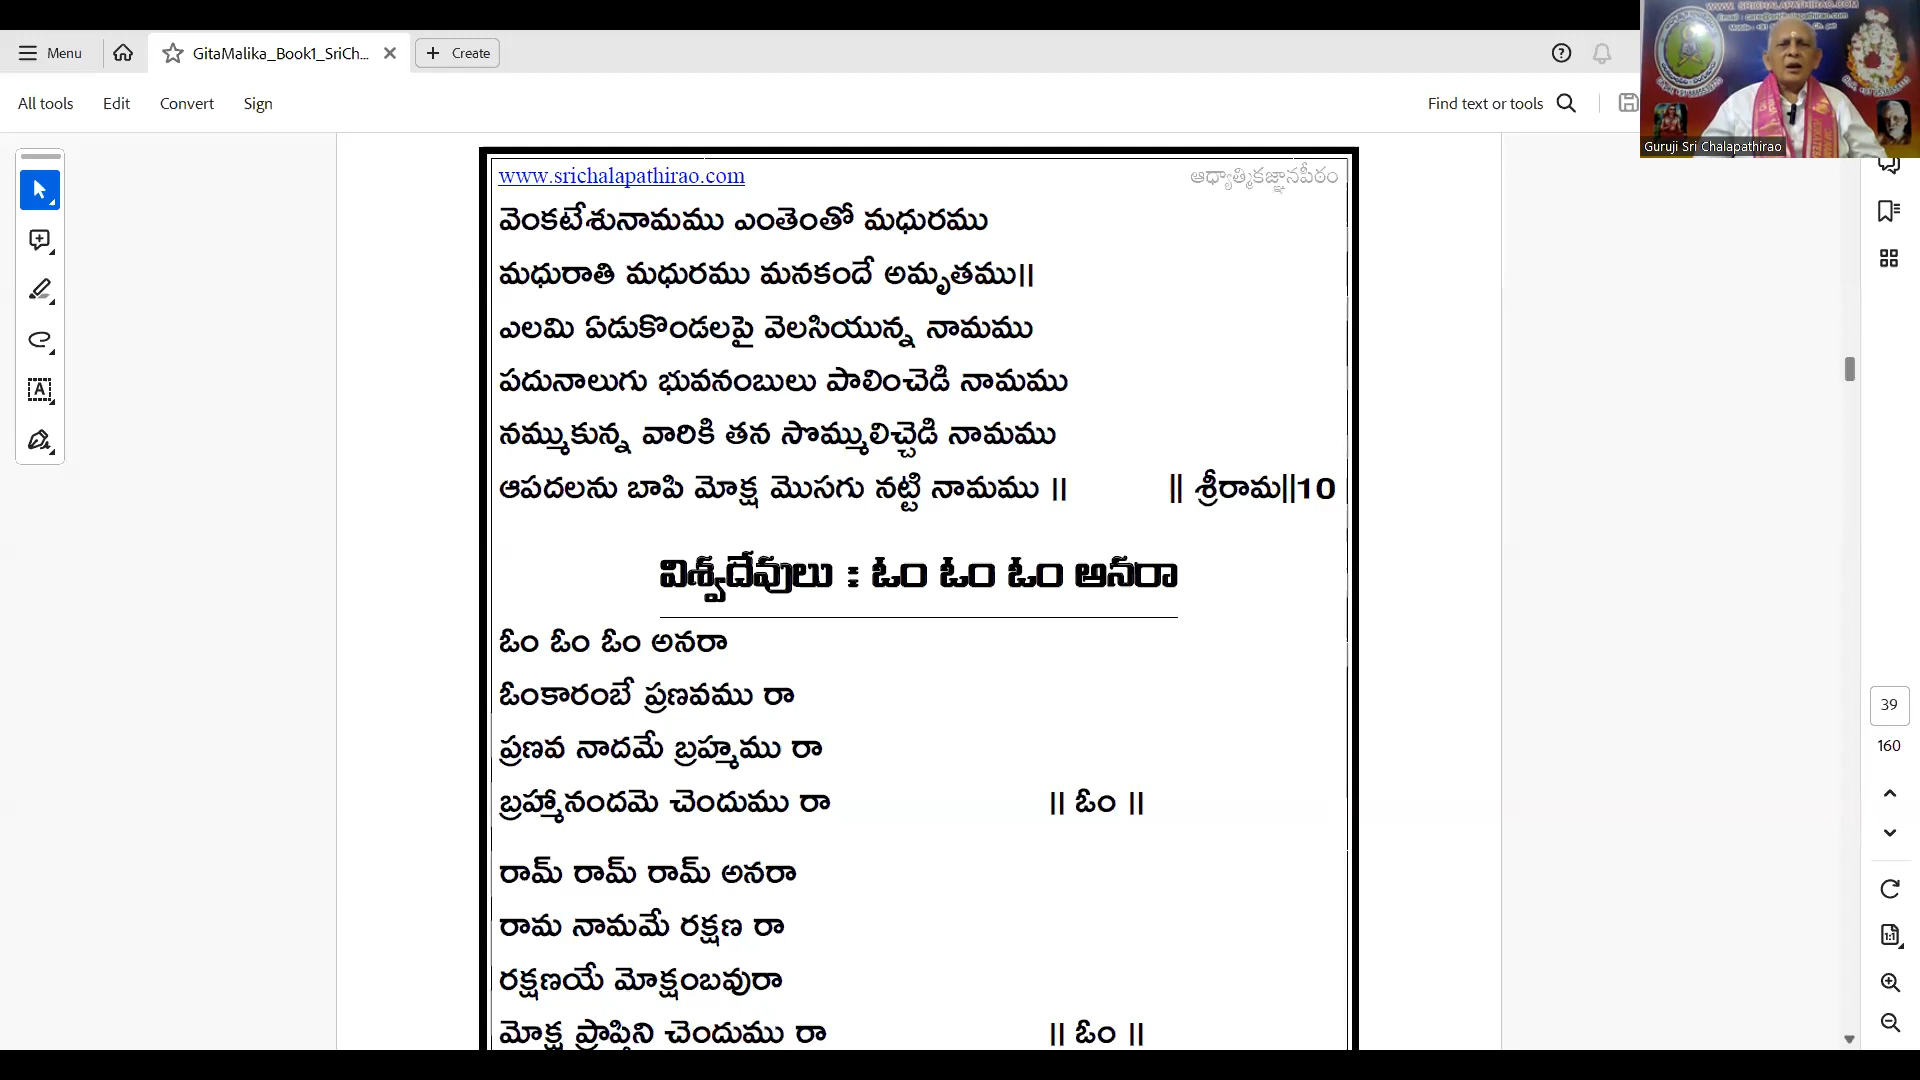 WWW.SRICHALAPATHIRAO.COM
Guruji Sri Chalapathirao
Menu
GitaMalika_Book1_SriCh...
Create
All tools
Edit
Convert
Sign
Find text or tools
www.srichalapathirao.com
ఆధ్యాత్మికజ్ఞానపీఠం
వెంకటేశునామము ఎంతెంతో మధురము
మధురాతి మధురము మనకందే అమృతము||
ఎలమి ఏడుకొండలపై వెలసియున్న నామము
పదునాలుగు భువనంబులు పాలించెడి నామము
నమ్ముకున్న వారికి తన సొమ్ములిచ్చెడి నామము
ఆపదలను బాపి మోక్ష మొసగు నట్టి నామము || || శ్రీరామ||10
విశ్వదేవులు : ఓం ఓం ఓం అనరా
ఓం ఓం ఓం అనరా
ఓంకారంబే ప్రణవము రా
ప్రణవ నాదమే బ్రహ్మము రా
బ్రహ్మానందమె చెందుము రా || ఓం ||
రామ్ రామ్ రామ్ అనరా
రామ నామమే రక్షణ రా
రక్షణయే మోక్షంబవురా
మోక్ష ప్రాప్తిని చెందుము రా || ఓం ||
39
160